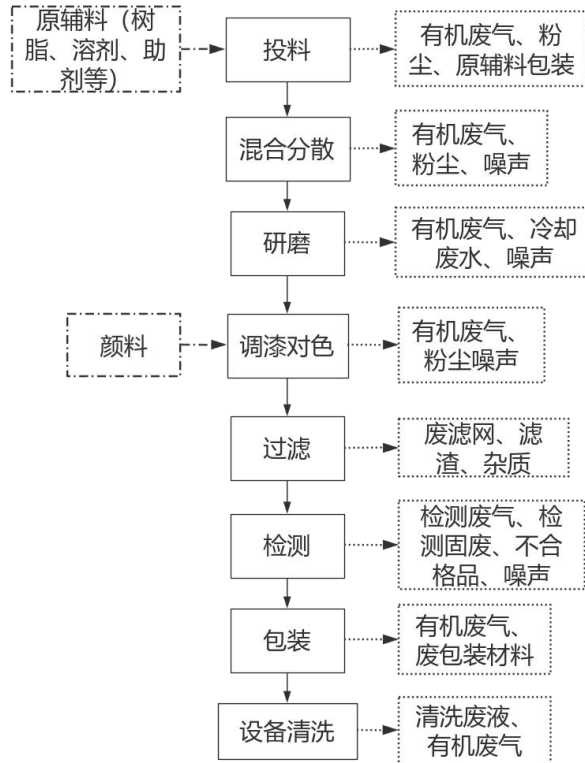 原辅料（树
脂、溶剂、助
剂等）
投料
有机废气、粉
尘、原辅料包装
混合分散
有机废气、
粉尘、噪声
研磨
有机废气、冷却
废水、噪声
颜料
调漆对色
有机废气、
粉尘噪声
过滤
废滤网、滤
渣、杂质
检测
检测废气、检
测固废、不合
格品、噪声
包装
有机废气、
废包装材料
设备清洗
清洗废液、
有机废气